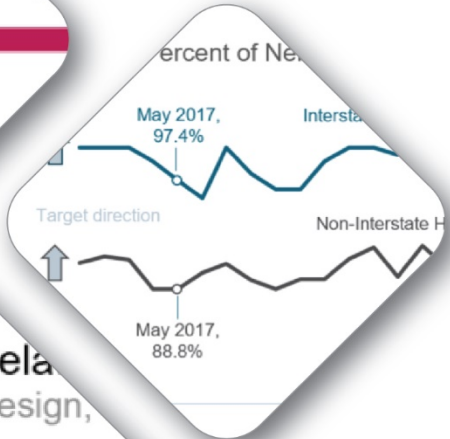 ercent of Ne
May 2017,
97.4%
Intersta
Target direction
Non-Interstate H
May 2017,
88.8%
ela
esign,